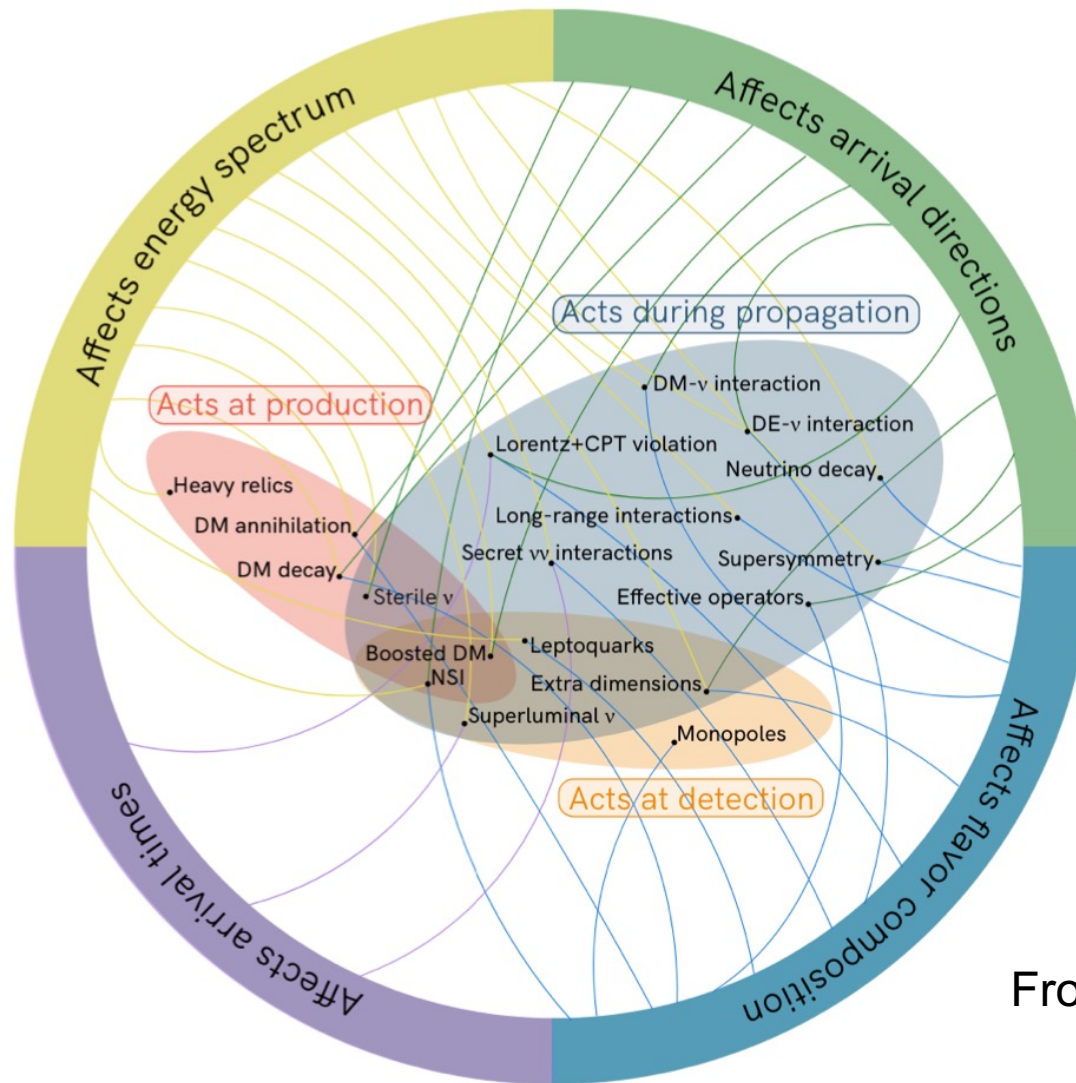 Affects energy spectrum
Affects arrival directions
Acts during propagation
DM-ν interaction
Acts at production
DE-ν interaction
Lorentz+CPT violation
Neutrino decay
Heavy relics
Long-range interactions
DM annihilation
Secret νν interactions
Supersymmetry
DM decay
Sterile ν
Effective operators
Leptoquarks
Boosted DM
NSI
Extra dimensions
Superluminal ν
Monopoles
Acts at detection
Affects arrival times
Affects flavor composition
Fro